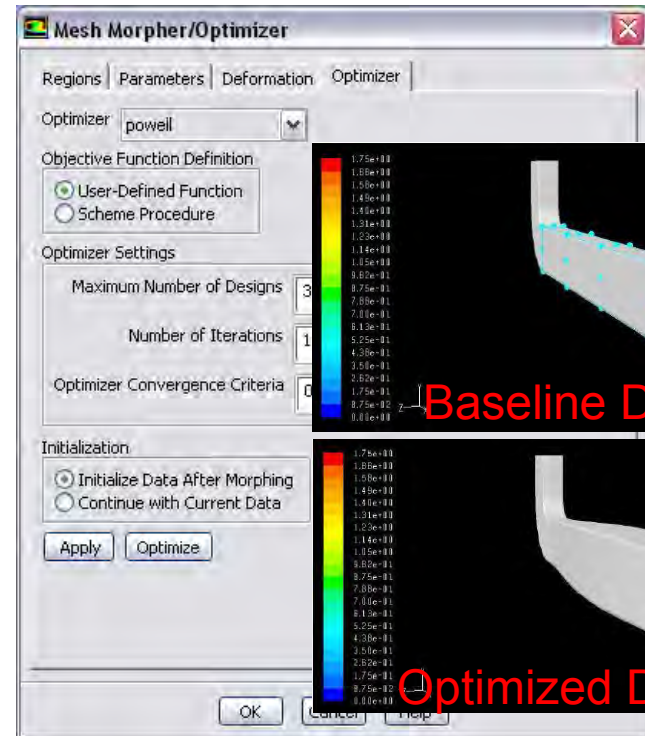 Mesh Morpher/Optimizer
Regions Parameters Deformation Optimizer
Optimizer powell
Objective Function Definition
User-Defined Function
Scheme Procedure
Optimizer Settings
Maximum Number of Designs 3
Number of Iterations 1
Optimizer Convergence Criteria 0
Initialization
Initialize Data After Morphing
Continue with Current Data
Apply Optimize
OK Cancel Help
1.75e+00
1.66e+00
1.58e+00
1.49e+00
1.40e+00
1.31e+00
1.23e+00
1.14e+00
1.05e+00
9.62e-01
8.75e-01
7.88e-01
7.00e-01
6.13e-01
5.25e-01
4.38e-01
3.50e-01
2.62e-01
1.75e-01
8.75e-02
0.00e+00
Baseline D
1.75e+00
1.66e+00
1.58e+00
1.49e+00
1.40e+00
1.31e+00
1.23e+00
1.14e+00
1.05e+00
9.62e-01
8.75e-01
7.88e-01
7.00e-01
6.13e-01
5.25e-01
4.38e-01
3.50e-01
2.62e-01
1.75e-01
8.75e-02
0.00e+00
Optimized D